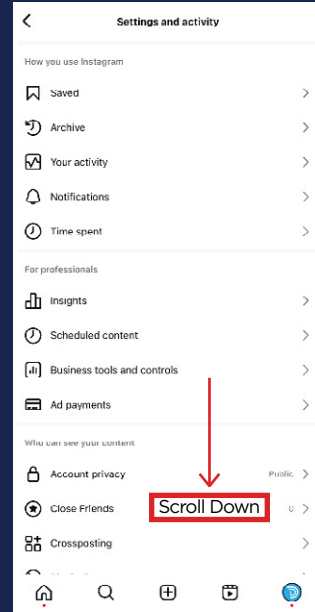 Settings and activity
How you use Instagram
Saved
Archive
Your activity
Notifications
Time spent
For professionals
Insights
Scheduled content
Business tools and controls
Ad payments
Who can see your content
Account privacy Public
Close Friends Scroll Down 0
Crossposting